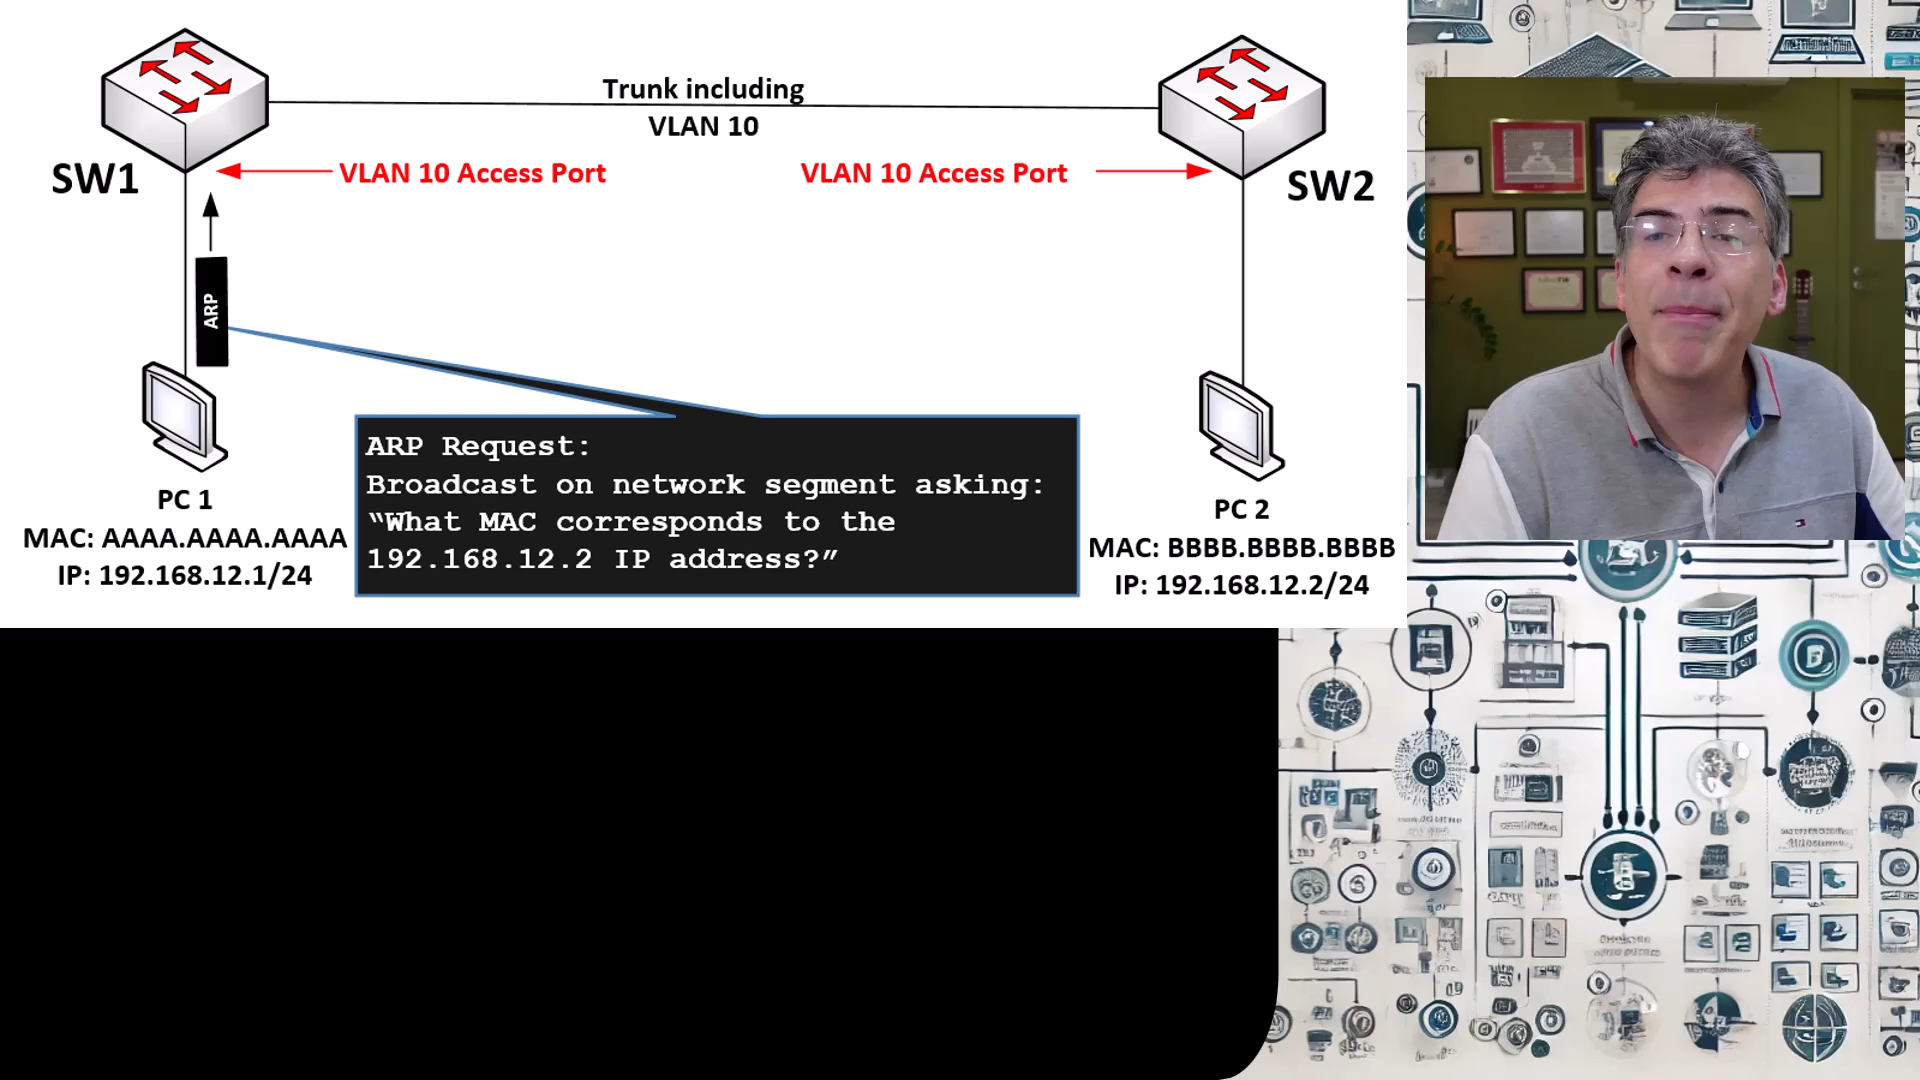 Trunk including
VLAN 10
VLAN 10 Access Port
VLAN 10 Access Port
SW1
SW2
ARP
ARP Request:
Broadcast on network segment asking:
“What MAC corresponds to the
192.168.12.2 IP address?”
PC 1
MAC: AAAA.AAAA.AAAA
IP: 192.168.12.1/24
PC 2
MAC: BBBB.BBBB.BBBB
IP: 192.168.12.2/24